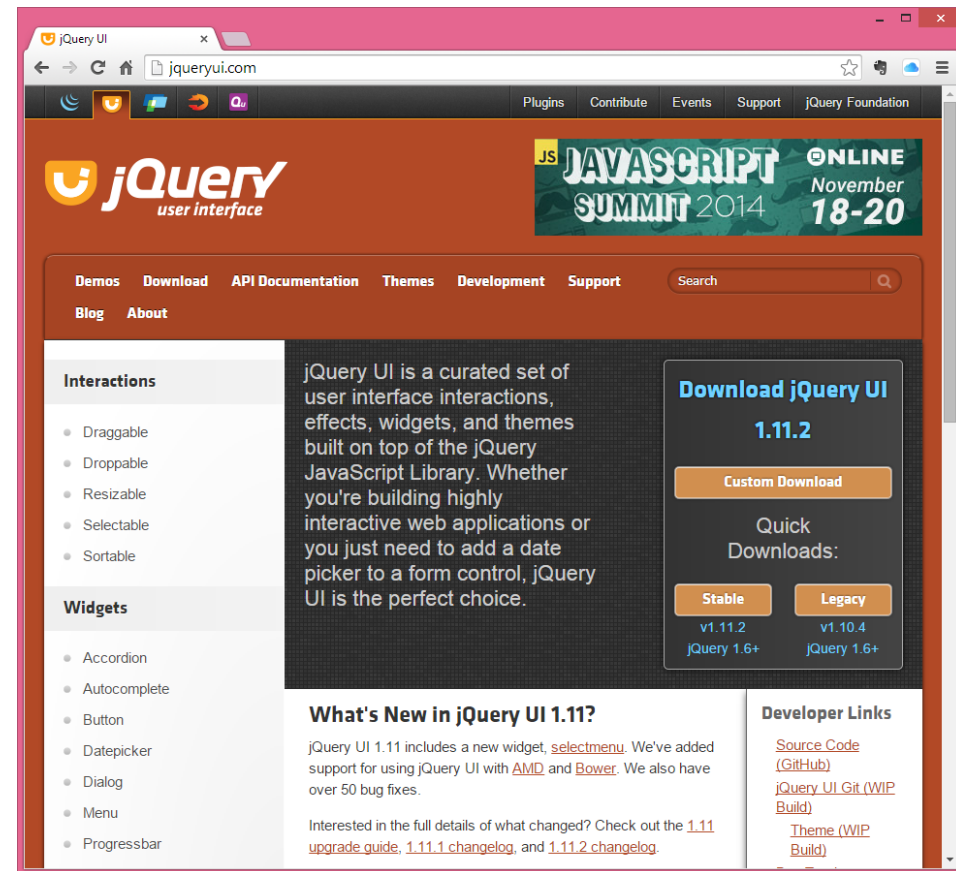 jQuery UI
jqueryui.com
Qu
Plugins Contribute Events Support jQuery Foundation
jQuery
user interface
JS JAVASCRIPT
SUMMIT 2014
ONLINE
November
18-20
Demos Download API Documentation Themes Development Support
Search
Blog About
Interactions
Draggable
Droppable
Resizable
Selectable
Sortable
Widgets
Accordion
Autocomplete
Button
Datepicker
Dialog
Menu
Progressbar
jQuery UI is a curated set of
user interface interactions,
effects, widgets, and themes
built on top of the jQuery
JavaScript Library. Whether
you're building highly
interactive web applications or
you just need to add a date
picker to a form control, jQuery
UI is the perfect choice.
Download jQuery UI
1.11.2
Custom Download
Quick
Downloads:
Stable Legacy
v1.11.2 v1.10.4
jQuery 1.6+ jQuery 1.6+
What's New in jQuery UI 1.11?
jQuery UI 1.11 includes a new widget, selectmenu. We've added
support for using jQuery UI with AMD and Bower. We also have
over 50 bug fixes.
Interested in the full details of what changed? Check out the 1.11
upgrade guide, 1.11.1 changelog, and 1.11.2 changelog.
Developer Links
Source Code
(GitHub)
jQuery UI Git (WIP
Build)
Theme (WIP
Build)